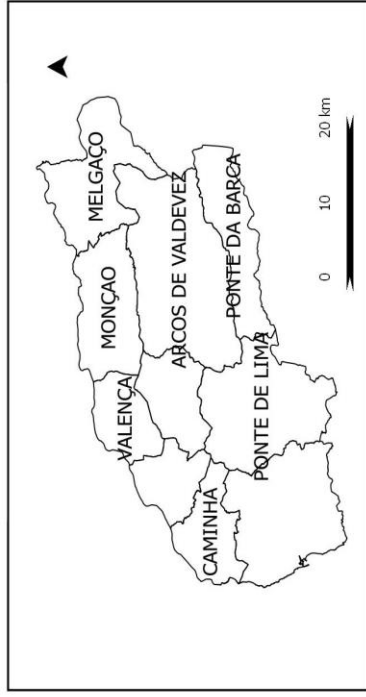 MELGAÇO
MONÇAO
VALENÇA
ARCOS DE VALDEVEZ
PONTE DA BARCA
CAMINHA
PONTE DE LIMA
0 10 20 km